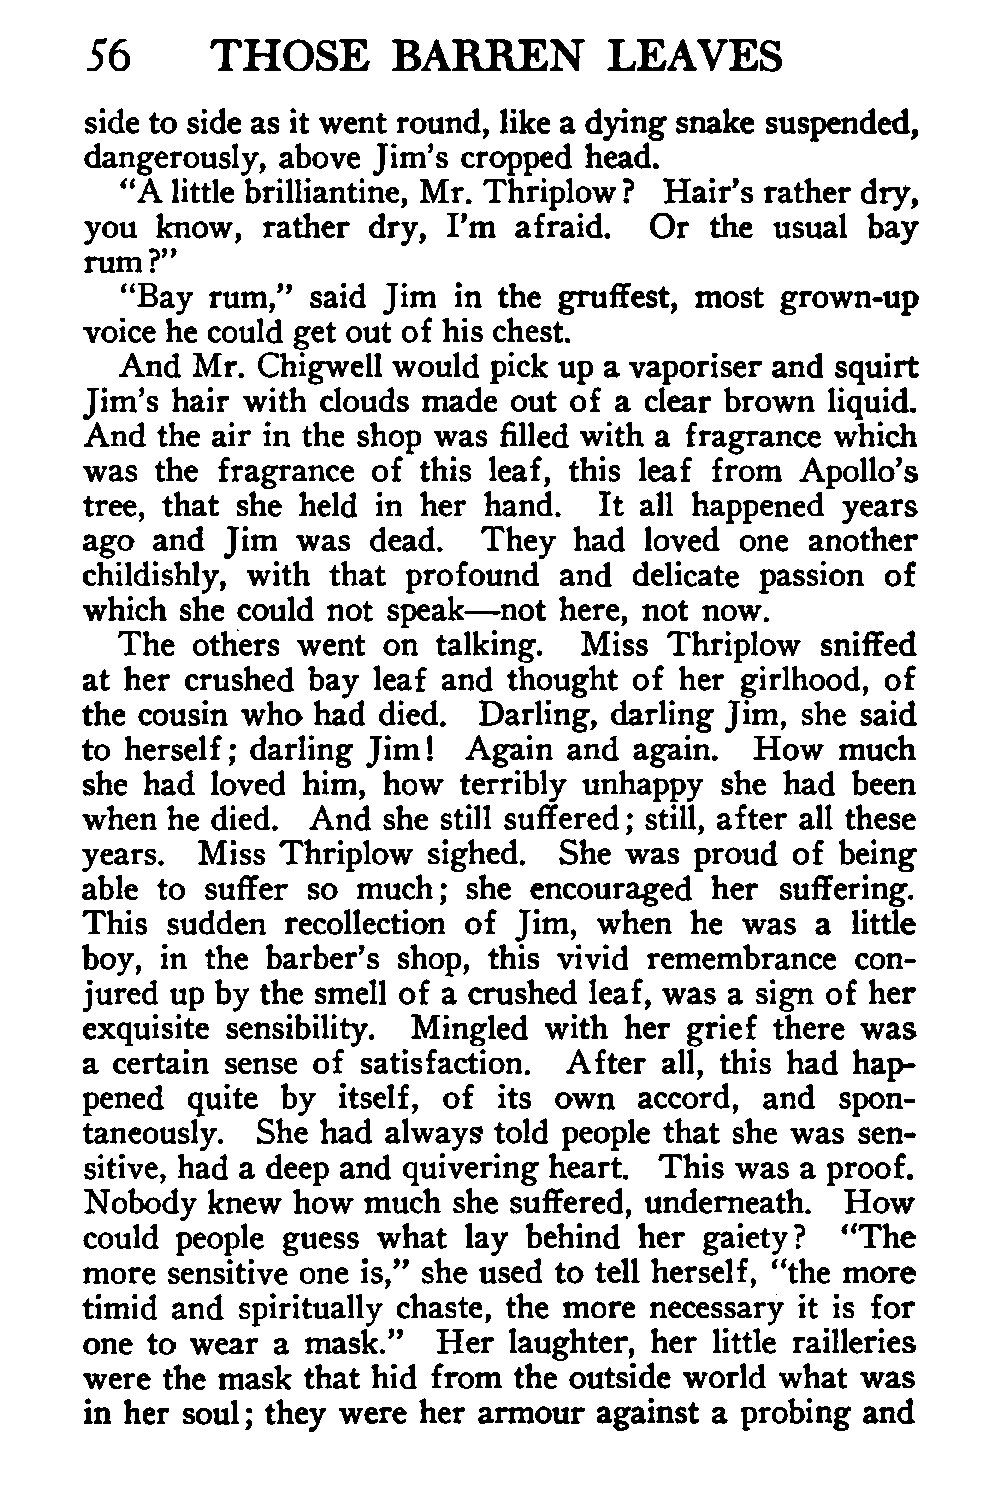 56 THOSE BARREN LEAVES
side to side as it went round, like a dying snake suspended,
dangerously, above Jim's cropped head.
"A little brilliantine, Mr. Thriplow? Hair's rather dry,
you know, rather dry, I'm afraid. Or the usual bay
rum?"
"Bay rum," said Jim in the gruffest, most grown-up
voice he could get out of his chest.
And Mr. Chigwell would pick up a vaporiser and squirt
Jim's hair with clouds made out of a clear brown liquid.
And the air in the shop was filled with a fragrance which
was the fragrance of this leaf, this leaf from Apollo's
tree, that she held in her hand. It all happened years
ago and Jim was dead. They had loved one another
childishly, with that profound and delicate passion of
which she could not speak—not here, not now.
The others went on talking. Miss Thriplow sniffed
at her crushed bay leaf and thought of her girlhood, of
the cousin who had died. Darling, darling Jim, she said
to herself; darling Jim! Again and again. How much
she had loved him, how terribly unhappy she had been
when he died. And she still suffered; still, after all these
years. Miss Thriplow sighed. She was proud of being
able to suffer so much; she encouraged her suffering.
This sudden recollection of Jim, when he was a little
boy, in the barber's shop, this vivid remembrance con-
jured up by the smell of a crushed leaf, was a sign of her
exquisite sensibility. Mingled with her grief there was
a certain sense of satisfaction. After all, this had hap-
pened quite by itself, of its own accord, and spon-
taneously. She had always told people that she was sen-
sitive, had a deep and quivering heart. This was a proof.
Nobody knew how much she suffered, underneath. How
could people guess what lay behind her gaiety? "The
more sensitive one is," she used to tell herself, "the more
timid and spiritually chaste, the more necessary it is for
one to wear a mask." Her laughter, her little railleries
were the mask that hid from the outside world what was
in her soul; they were her armour against a probing and